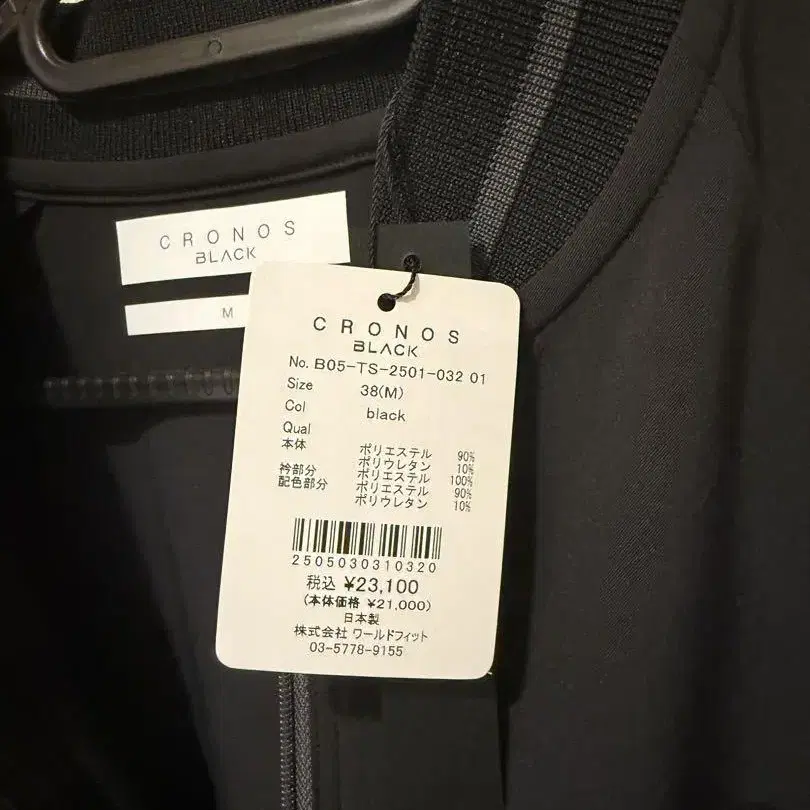 CRONOS
BLACK
M
CRONOS
BLACK
No. B05-TS-2501-032 01
Size 38(M)
Col black
Qual
本体 ポリエステル 90%
ポリウレタン 10%
衿部分 ポリエステル 100%
配色部分 ポリエステル 90%
ポリウレタン 10%
2505030310320
税込 ¥23,100
(本体価格 ¥21,000)
日本製
株式会社 ワールドフィット
03-5778-9155